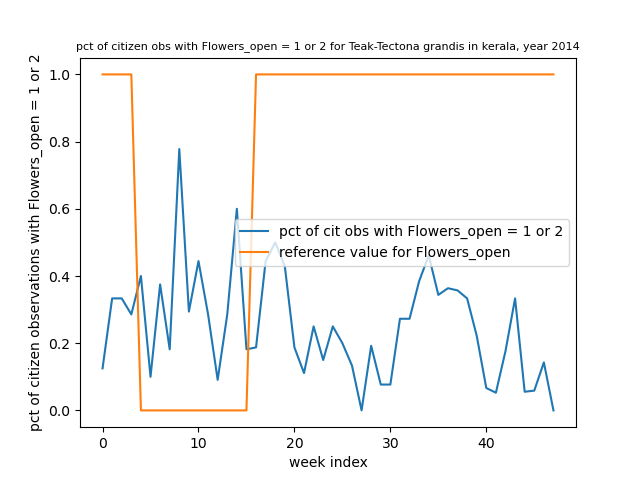 pct of citizen obs with Flowers_open = 1 or 2 for Teak-Tectona grandis in kerala, year 2014
pct of citizen observations with Flowers_open = 1 or 2
1.0
0.8
0.6
0.4
0.2
0.0
pct of cit obs with Flowers_open = 1 or 2
reference value for Flowers_open
0
10
20
30
40
week index